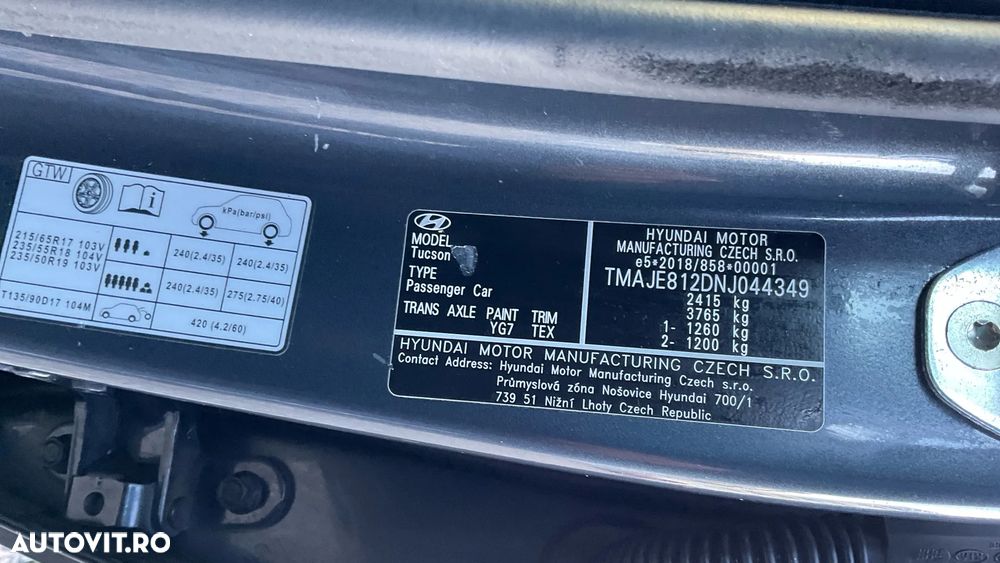 GTW
i
kPa(bar/psi)
215/65R17 103V
235/55R18 104V
235/50R19 103V
240(2.4/35) 240(2.4/35)
240(2.4/35) 275(2.75/40)
T135/90D17 104M
420 (4.2/60)
MODEL
Tucson
TYPE
Passenger Car
TRANS AXLE PAINT TRIM
YG7 TEX
HYUNDAI MOTOR
MANUFACTURING CZECH S.R.O.
e5*2018/858*00001
TMAJE812DNJ044349
2415 kg
3765 kg
1- 1260 kg
2- 1200 kg
HYUNDAI MOTOR MANUFACTURING CZECH S.R.O.
Contact Address: Hyundai Motor Manufacturing Czech s.r.o.
Průmyslová zóna Nošovice Hyundai 700/1
739 51 Nižní Lhoty Czech Republic
AUTOVIT.RO